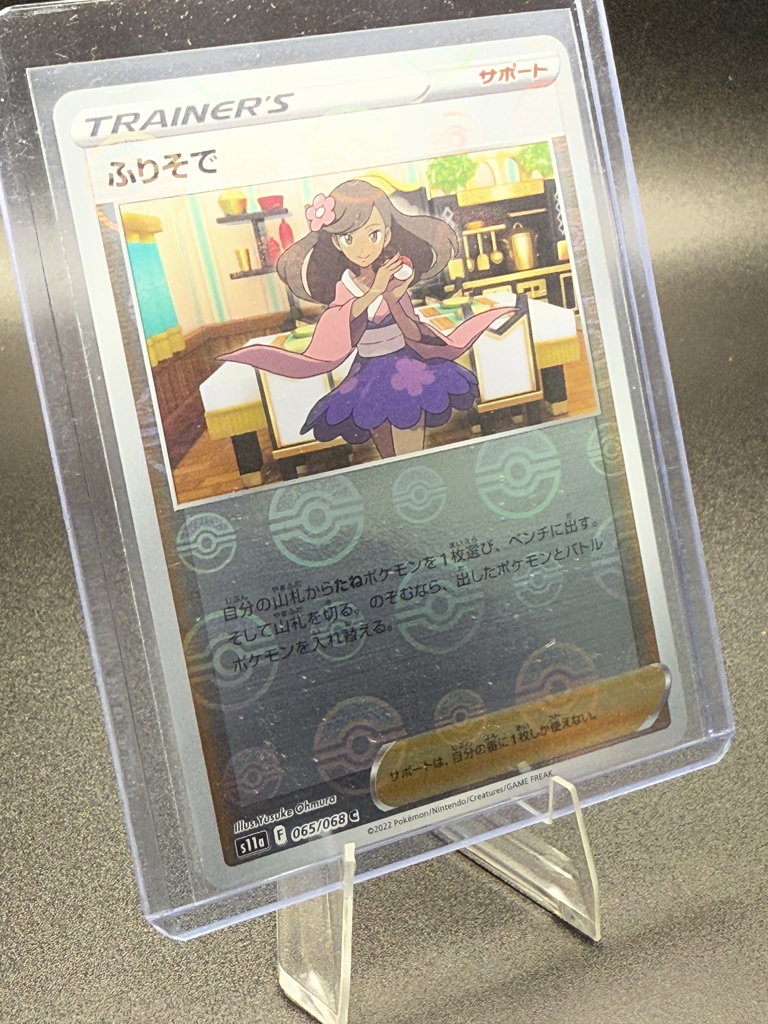 TRAINER'S
サポート
ふりそで
自分の山札からたねポケモンを1枚選び、ベンチに出す。
そして山札を切る。のぞむなら、出したポケモンとバトル
ポケモンを入れ替える。
サポートは、自分の番に1枚しか使えない。
Illus. Yusuke Ohmura
s11a F 065/068 C
©2022 Pokémon/Nintendo/Creatures/GAME FREAK